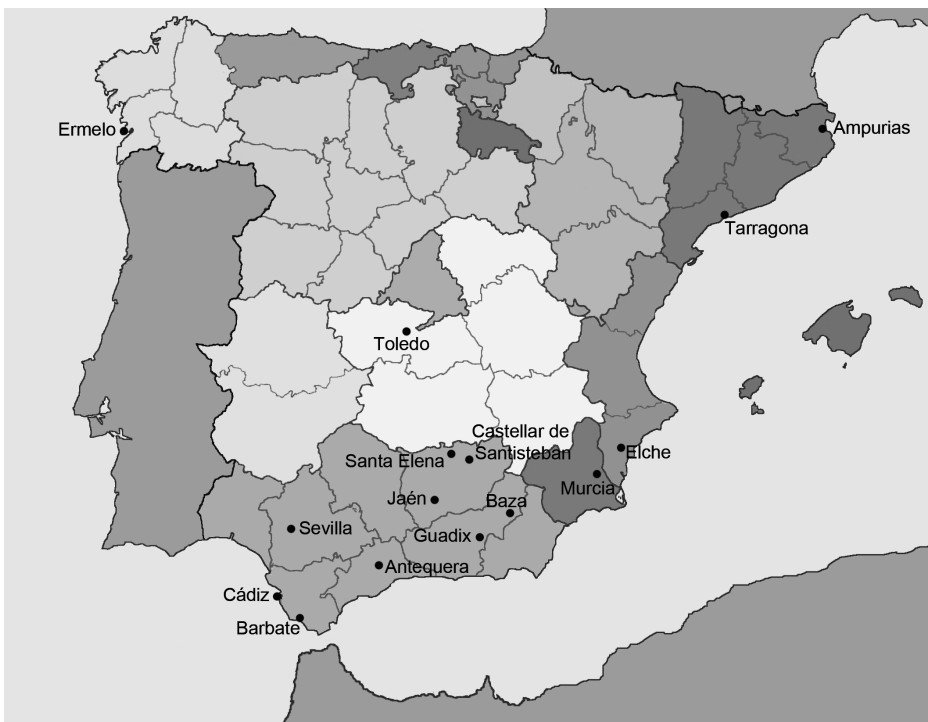 Ermelo
Ampurias
Tarragona
Toledo
Castellar de
Santisteban
Santa Elena
Elche
Murcia
Jaén
Baza
Sevilla
Guadix
Antequera
Cádiz
Barbate